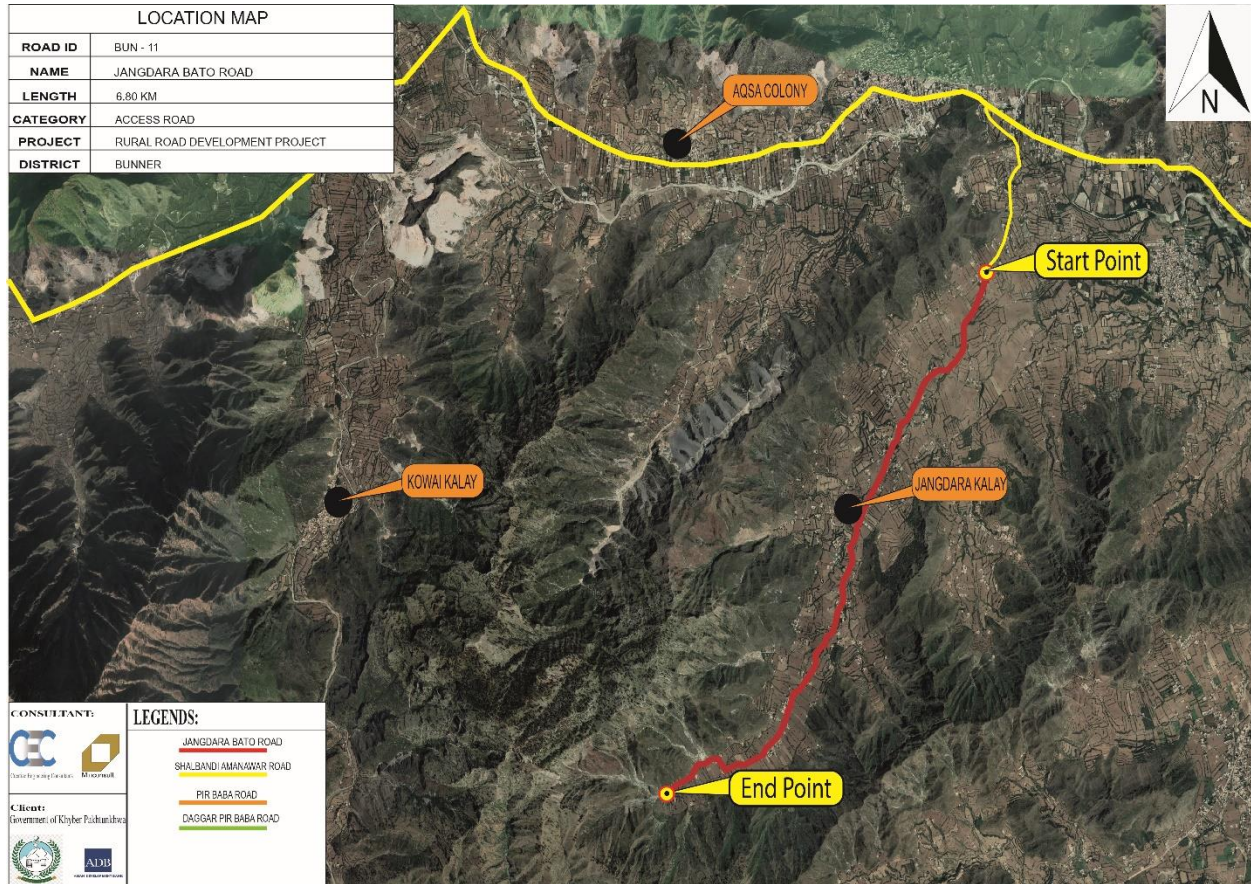 LOCATION MAP
ROAD ID BUN - 11
NAME JANGDARA BATO ROAD
LENGTH 6.80 KM
CATEGORY ACCESS ROAD
PROJECT RURAL ROAD DEVELOPMENT PROJECT
DISTRICT BUNNER
N
AQSA COLONY
Start Point
KOWAI KALAY
JANGDARA KALAY
End Point
CONSULTANT:
CEC
Client:
Government of Khyber Pakhtunkhwa
ADB
LEGENDS:
JANGDARA BATO ROAD
SHALBANDI AMANAWAR ROAD
PIR BABA ROAD
DAGGAR PIR BABA ROAD